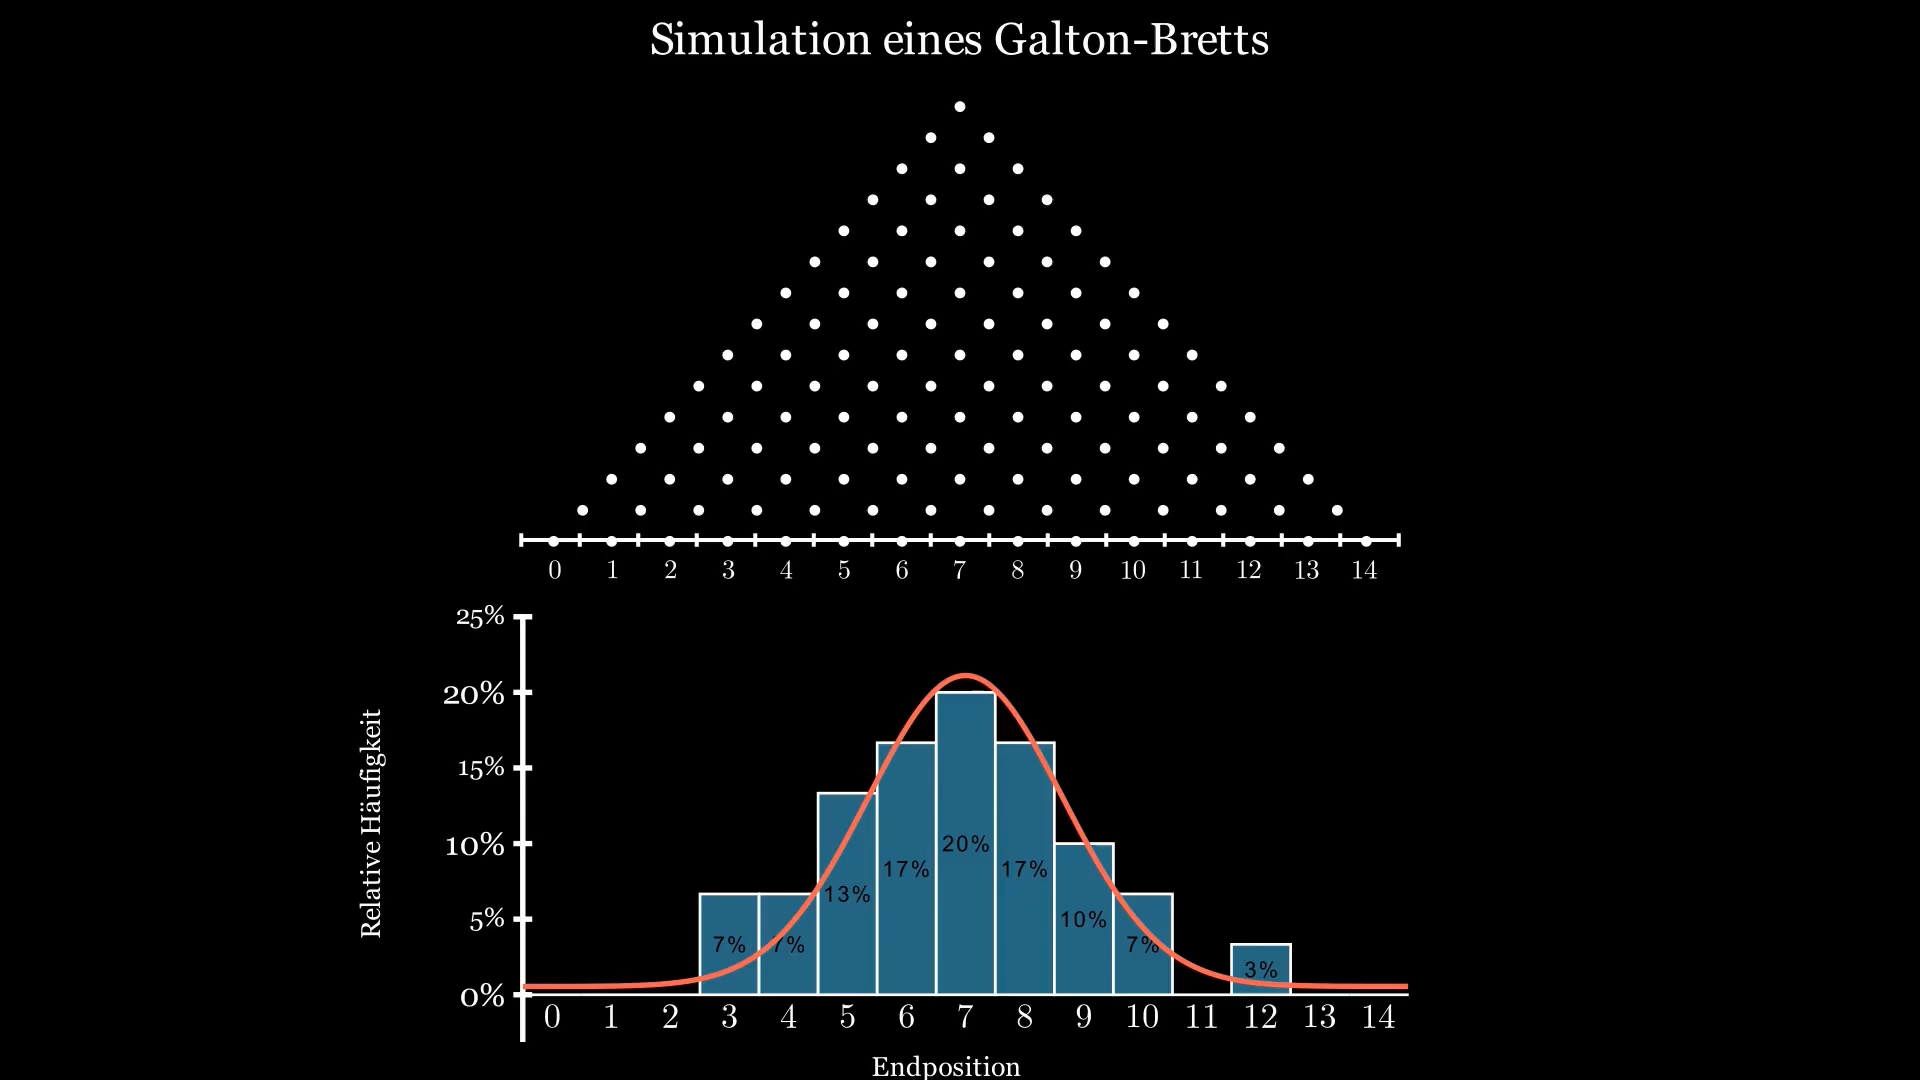 Simulation eines Galton-Bretts
0 1 2 3 4 5 6 7 8 9 10 11 12 13 14
25%
20%
15%
10%
5%
0%
Relative Häufigkeit
7% 7% 13% 17% 20% 17% 10% 7% 3%
0 1 2 3 4 5 6 7 8 9 10 11 12 13 14
Endposition